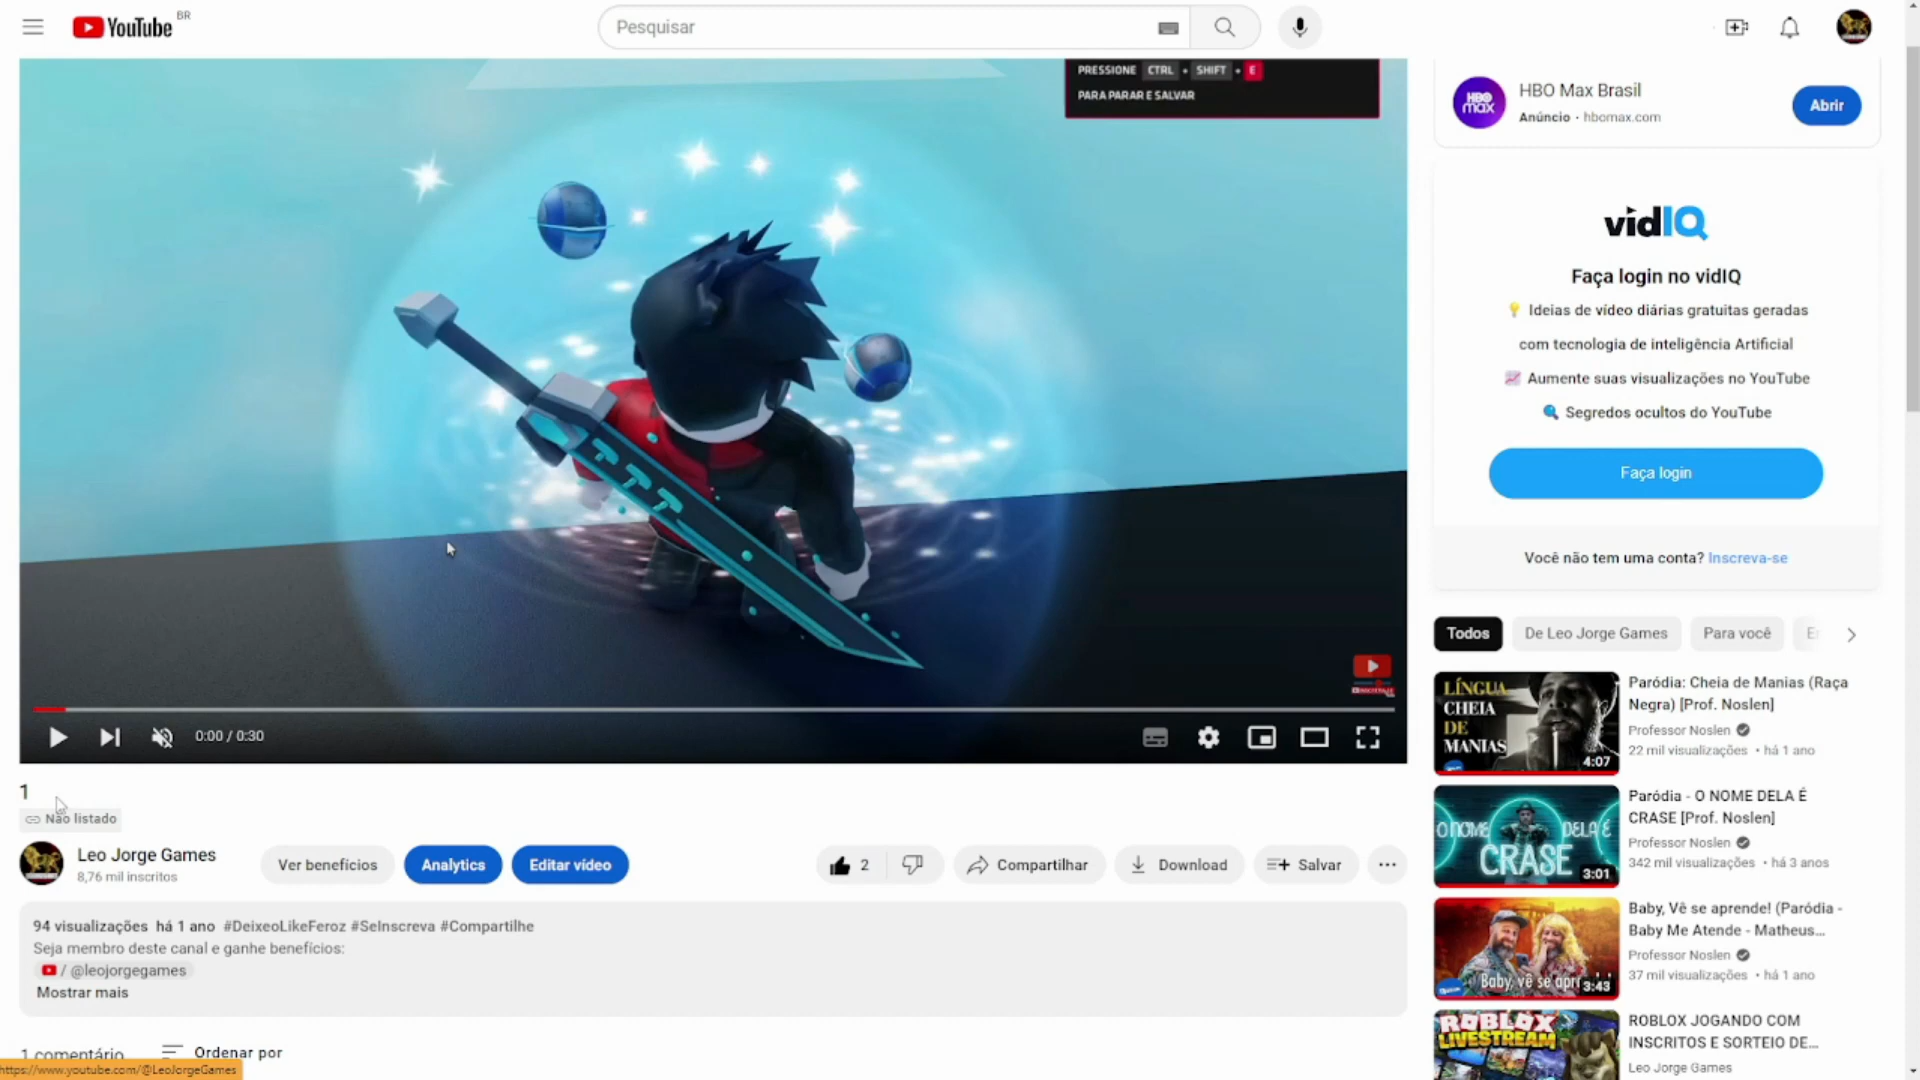 YouTube
BR
Pesquisar
PRESSIONE CTRL + SHIFT + E
PARA PARAR E SALVAR
0:00 / 0:30
1
Não listado
Leo Jorge Games
8,76 mil inscritos
Ver benefícios
Analytics
Editar vídeo
2
Compartilhar
Download
Salvar
94 visualizações há 1 ano #DeixeoLikeFeroz #SeInscreva #Compartilhe
Seja membro deste canal e ganhe benefícios:
/ @leojorgegames
Mostrar mais
1 comentário
Ordenar por
https://www.youtube.com/@LeoJorgeGames
HBO max
HBO Max Brasil
Anúncio · hbomax.com
Abrir
vidIQ
Faça login no vidIQ
Ideias de vídeo diárias gratuitas geradas
com tecnologia de inteligência Artificial
Aumente suas visualizações no YouTube
Segredos ocultos do YouTube
Faça login
Você não tem uma conta? Inscreva-se
Todos
De Leo Jorge Games
Para você
LÍNGUA
CHEIA
DE
MANIAS
4:07
Paródia: Cheia de Manias (Raça
Negra) [Prof. Noslen]
Professor Noslen
22 mil visualizações • há 1 ano
O NOME DELA É
CRASE
3:01
Paródia - O NOME DELA É
CRASE [Prof. Noslen]
Professor Noslen
342 mil visualizações • há 3 anos
Baby, vê se
3:43
Baby, Vê se aprende! (Paródia -
Baby Me Atende - Matheus...
Professor Noslen
37 mil visualizações • há 1 ano
ROBLOX
LIVESTREAM
ROBLOX JOGANDO COM
INSCRITOS E SORTEIO DE...
Leo Jorge Games